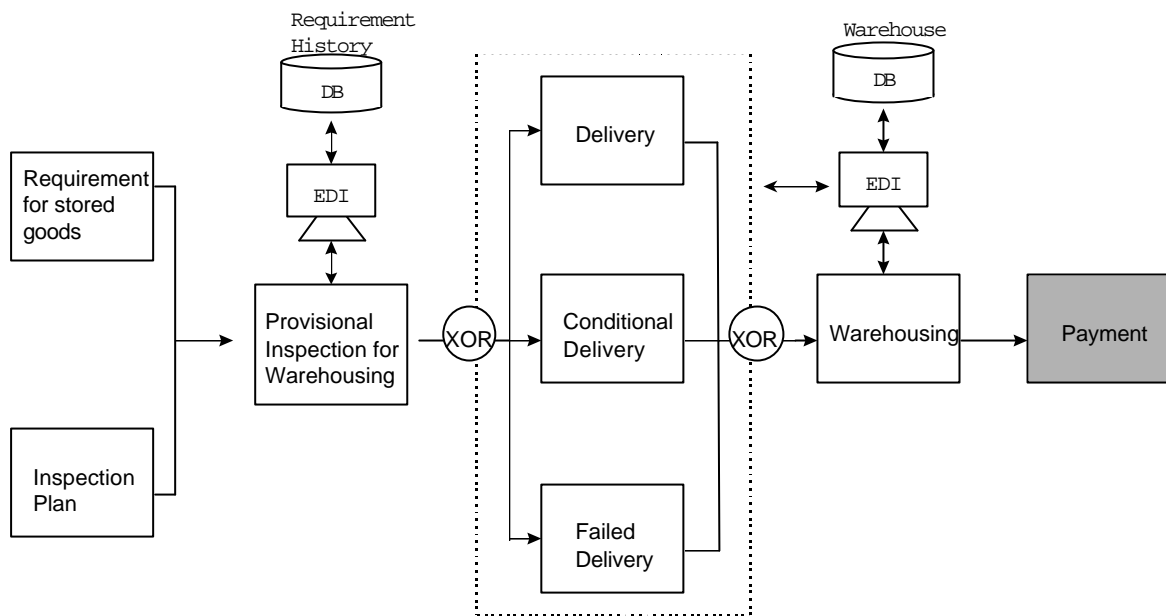 Requirement
History
DB
EDI
Warehouse
DB
EDI
Requirement
for stored
goods
Inspection
Plan
Provisional
Inspection for
Warehousing
XOR
Delivery
Conditional
Delivery
Failed
Delivery
XOR
Warehousing
Payment